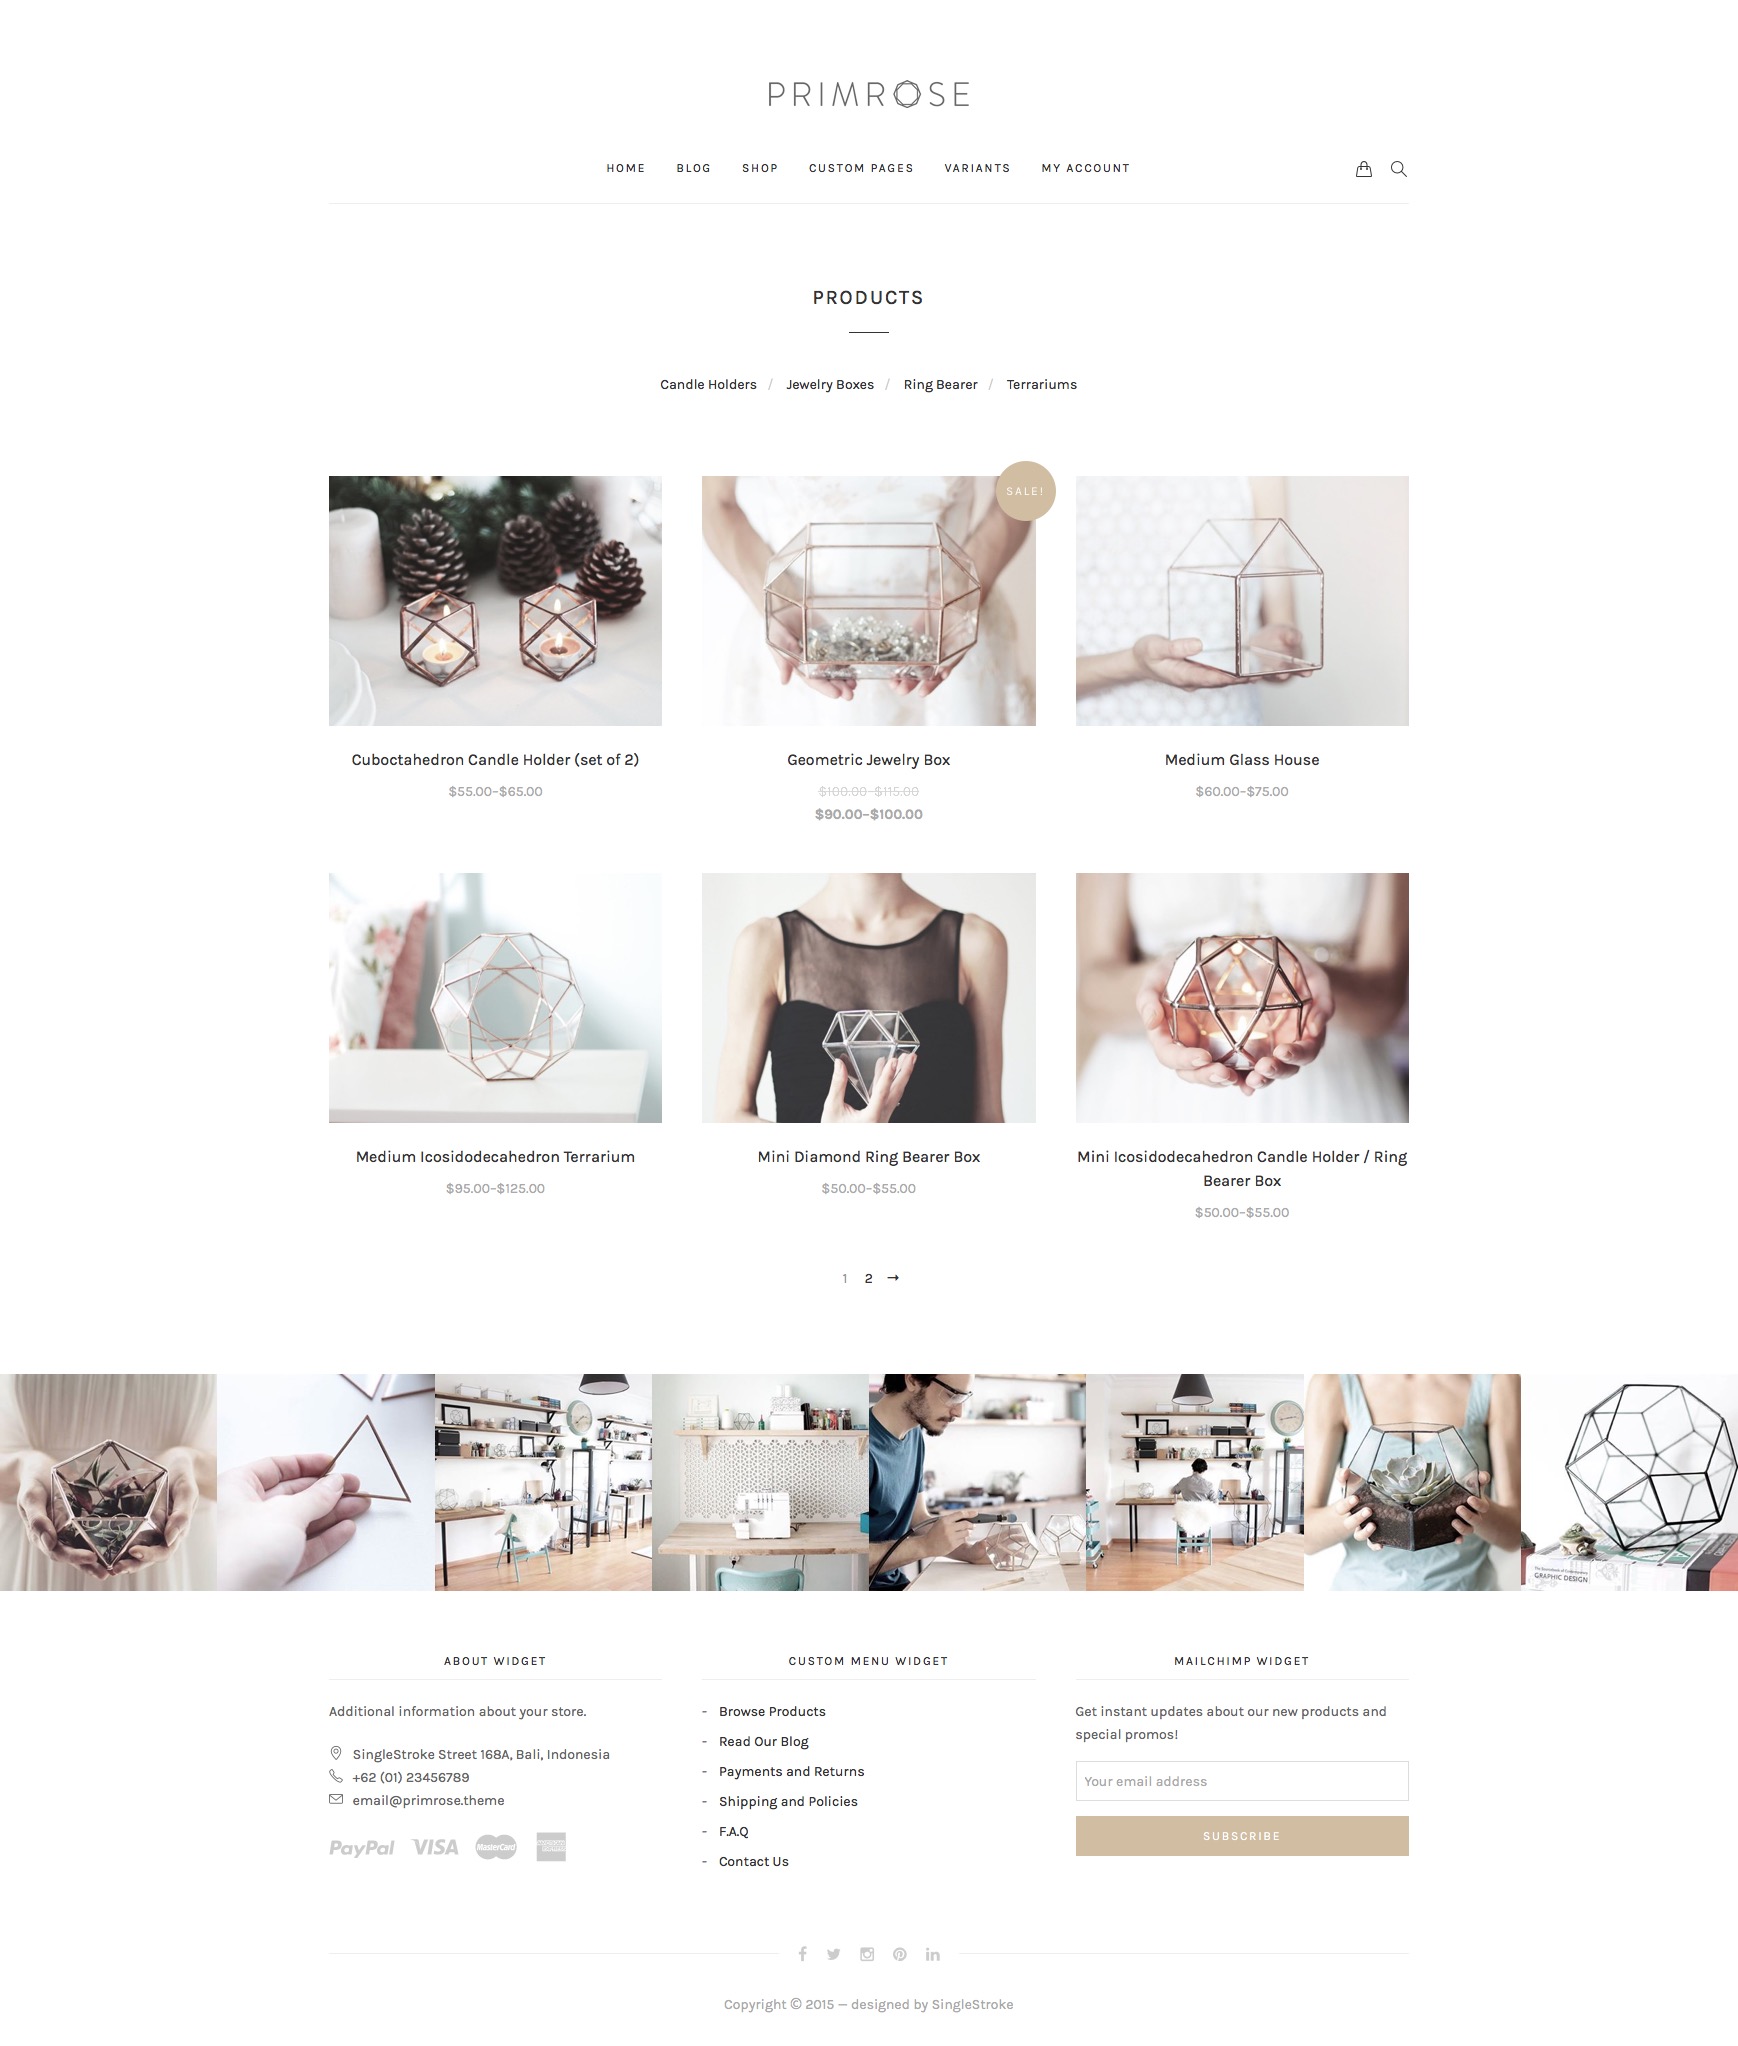 PRIMROSE
HOME BLOG SHOP CUSTOM PAGES VARIANTS MY ACCOUNT
PRODUCTS
Candle Holders / Jewelry Boxes / Ring Bearer / Terrariums
SALE!
Cuboctahedron Candle Holder (set of 2)
$55.00–$65.00
Geometric Jewelry Box
$100.00–$115.00
$90.00–$100.00
Medium Glass House
$60.00–$75.00
Medium Icosidodecahedron Terrarium
$95.00–$125.00
Mini Diamond Ring Bearer Box
$50.00–$55.00
Mini Icosidodecahedron Candle Holder / Ring
Bearer Box
$50.00–$55.00
1 2 →
GRAPHIC DESIGN
ABOUT WIDGET
Additional information about your store.
SingleStroke Street 168A, Bali, Indonesia
+62 (01) 23456789
email@primrose.theme
PayPal VISA MasterCard AMERICAN EXPRESS
CUSTOM MENU WIDGET
- Browse Products
- Read Our Blog
- Payments and Returns
- Shipping and Policies
- F.A.Q
- Contact Us
MAILCHIMP WIDGET
Get instant updates about our new products and
special promos!
Your email address
SUBSCRIBE
Copyright © 2015 — designed by SingleStroke